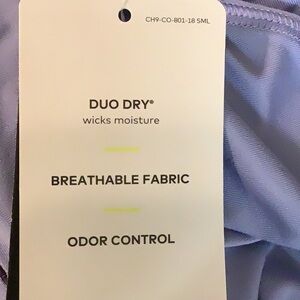 CH9-CO-801-18 SML
DUO DRY®
wicks moisture
BREATHABLE FABRIC
ODOR CONTROL